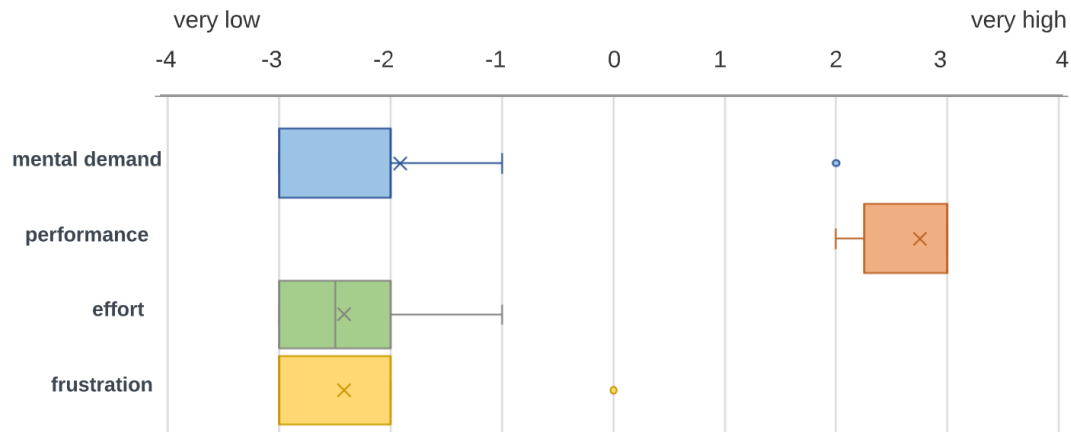 very low very high
-4 -3 -2 -1 0 1 2 3 4
mental demand
performance
effort
frustration